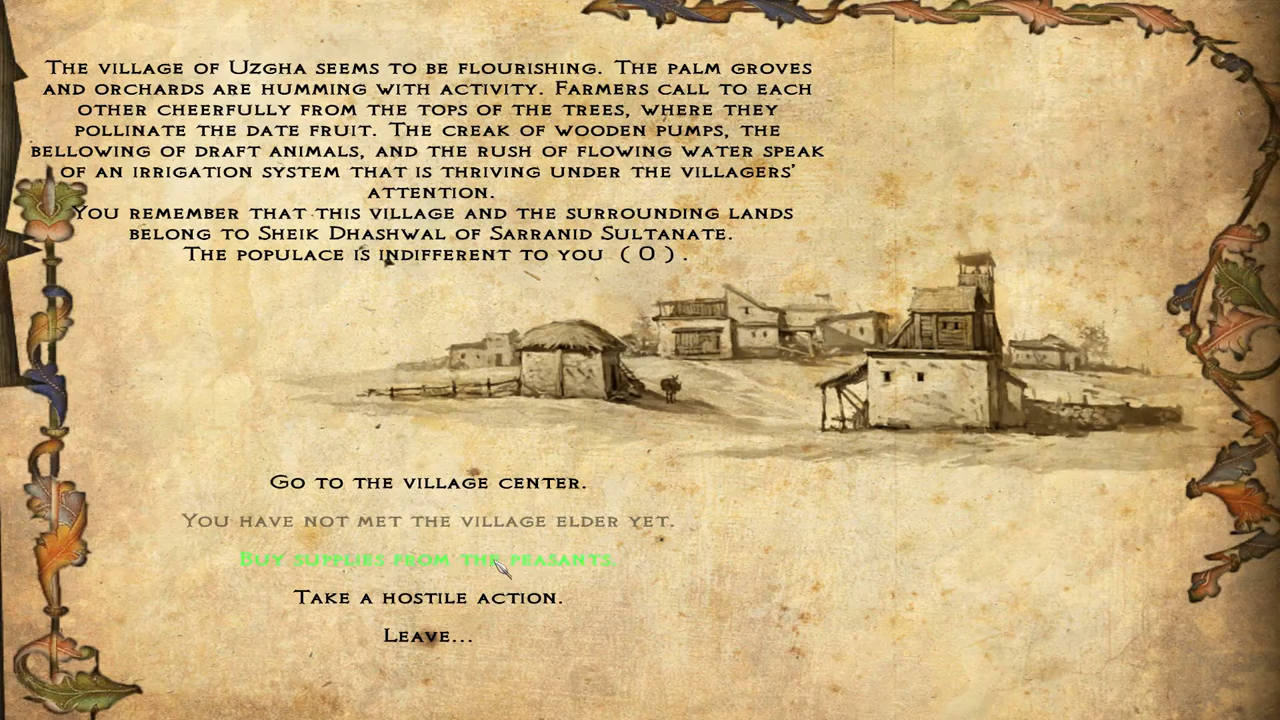 The village of Uzgha seems to be flourishing. The palm groves
and orchards are humming with activity. Farmers call to each
other cheerfully from the tops of the trees, where they
pollinate the date fruit. The creak of wooden pumps, the
bellowing of draft animals, and the rush of flowing water speak
of an irrigation system that is thriving under the villagers'
attention.
You remember that this village and the surrounding lands
belong to Sheik Dhashwal of Sarranid Sultanate.
The populace is indifferent to you (0).
Go to the village center.
You have not met the village elder yet.
Buy supplies from the peasants.
Take a hostile action.
Leave...